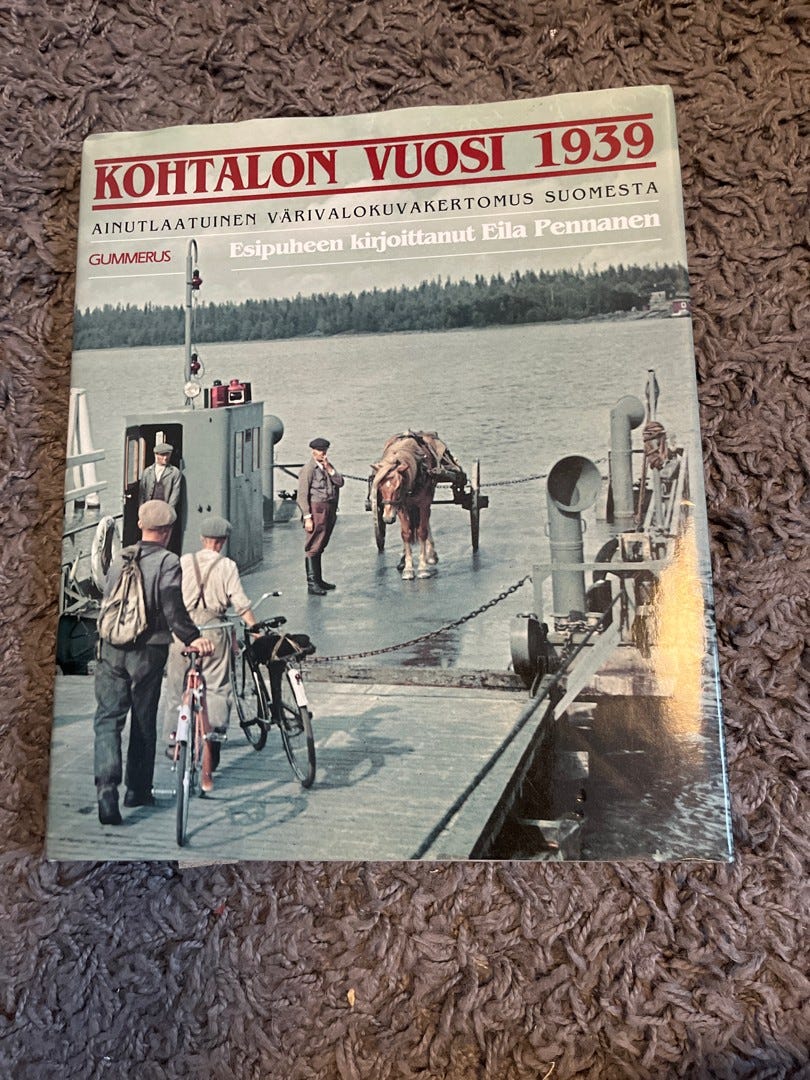 KOHTALON VUOSI 1939
AINUTLAATUINEN VÄRIVALOKUVAKERTOMUS SUOMESTA
GUMMERUS
Esipuheen kirjoittanut Eila Pennanen